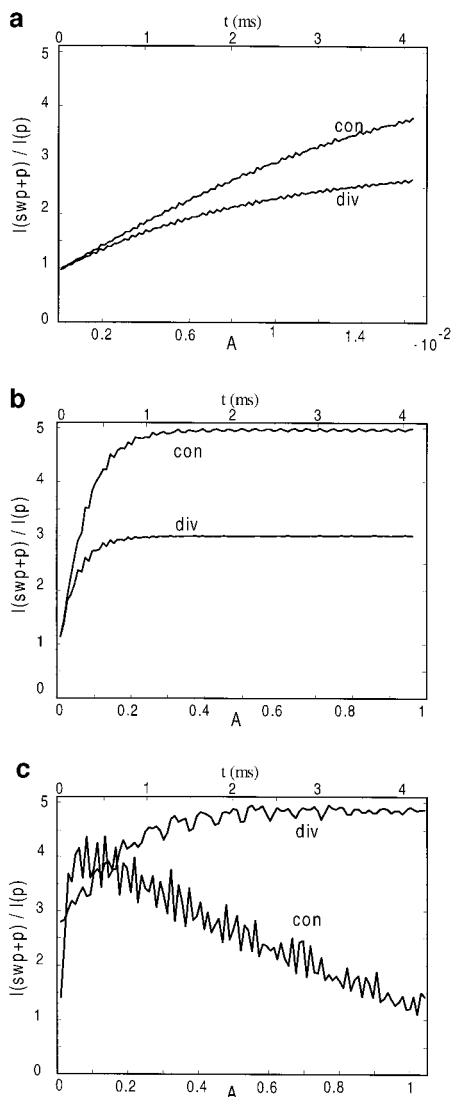 a
t (ms)
0 1 2 3 4
I(swp+p) / I(p)
5
4
3
2
1
0
con
div
0.2 0.6 1 1.4 ·10⁻²
A
b
t (ms)
0 1 2 3 4
I(swp+p) / I(p)
5
4
3
2
1
0
con
div
0 0.2 0.4 0.6 0.8 1
A
c
t (ms)
0 1 2 3 4
I(swp+p) / I(p)
5
4
3
2
1
0
div
con
0 0.2 0.4 0.6 0.8 1
A